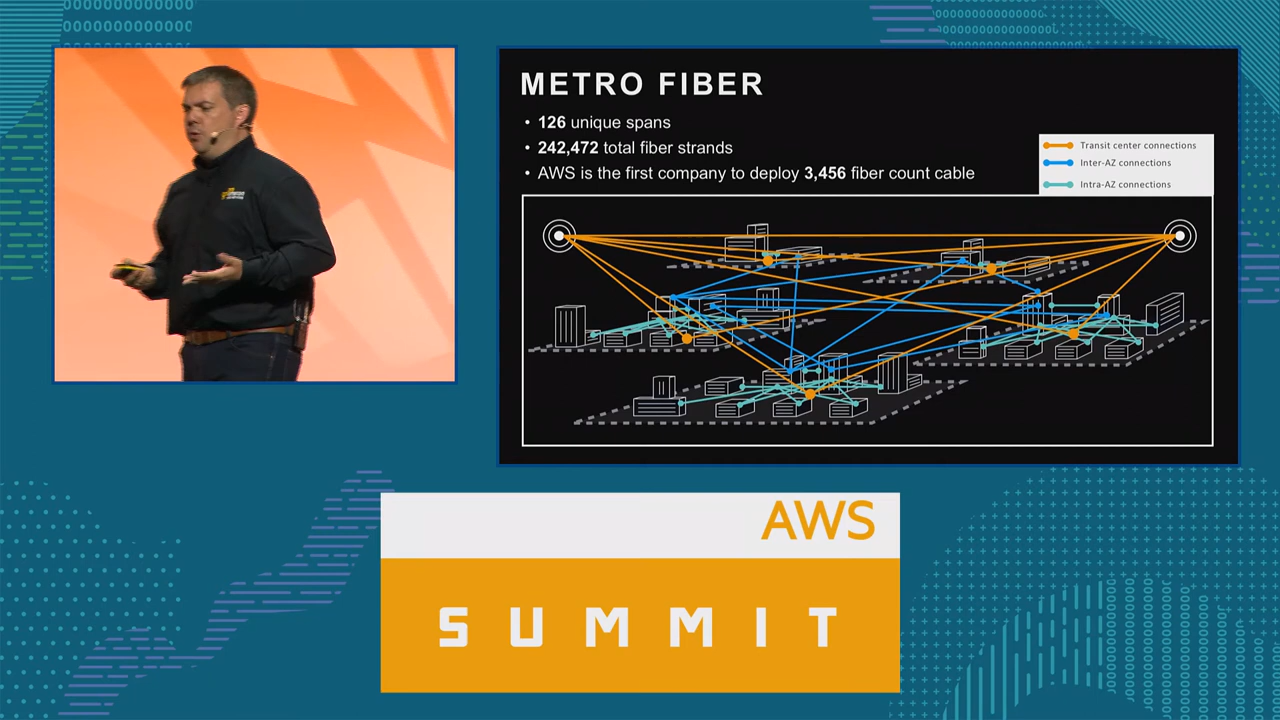 METRO FIBER
• 126 unique spans
• 242,472 total fiber strands
• AWS is the first company to deploy 3,456 fiber count cable
Transit center connections
Inter-AZ connections
Intra-AZ connections
AWS
SUMMIT